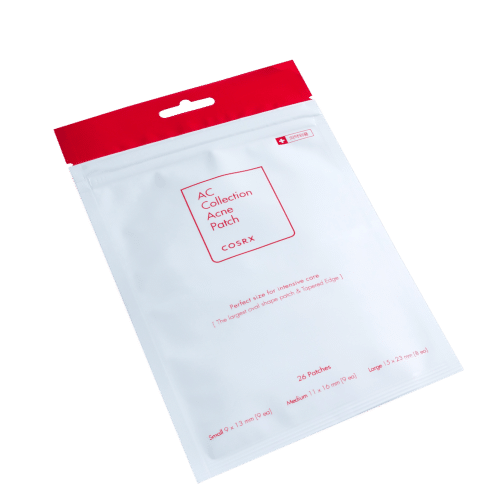 AC
Collection
Acne
Patch
COSRX
Perfect size for intensive care
[ The largest oval shape patch & Tapered Edge ]
26 Patches
Small 9 x 13 mm (9 ea) Medium 11 x 16 mm (9 ea) Large 15 x 23 mm (8 ea)